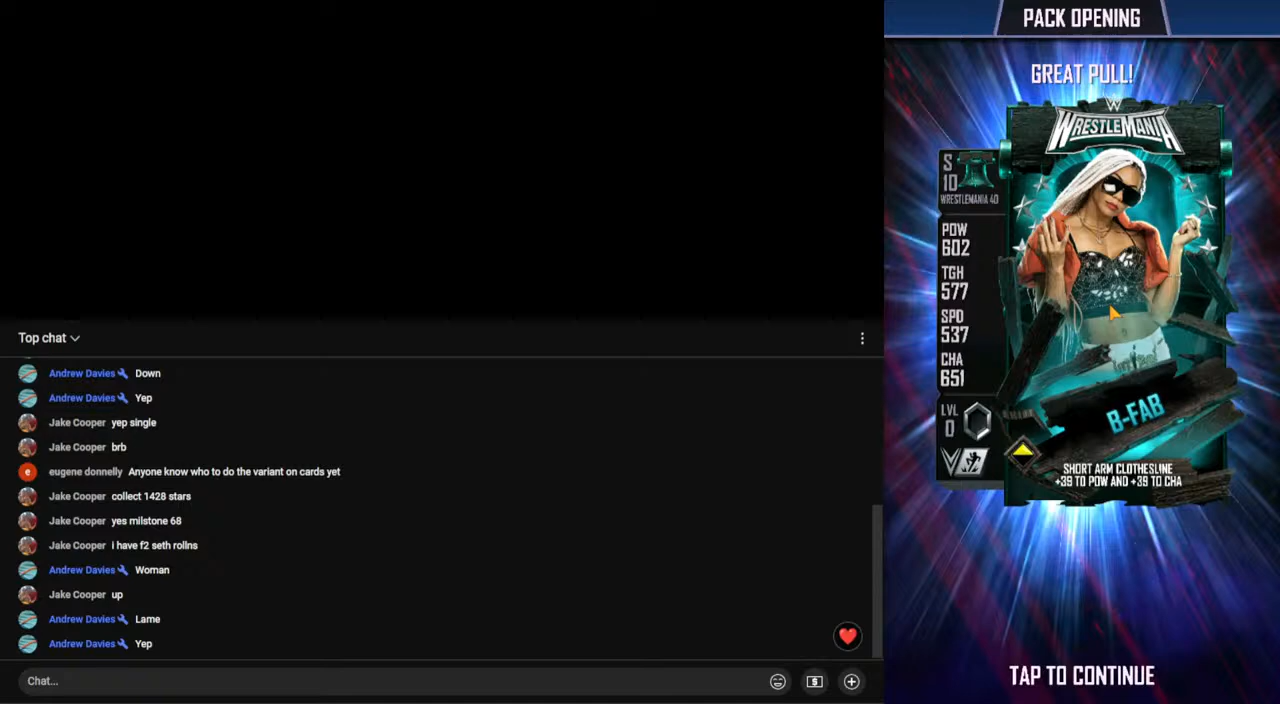 Top chat
Andrew Davies Down
Andrew Davies Yep
Jake Cooper yep single
Jake Cooper brb
e eugene donnelly Anyone know who to do the variant on cards yet
Jake Cooper collect 1428 stars
Jake Cooper yes milstone 68
Jake Cooper i have f2 seth rollns
Andrew Davies Woman
Jake Cooper up
Andrew Davies Lame
Andrew Davies Yep
Chat...
PACK OPENING
GREAT PULL!
W
WRESTLEMANIA
S
10
WRESTLEMANIA 40
POW
602
TGH
577
SPD
537
CHA
651
LVL
0
B-FAB
SHORT ARM CLOTHESLINE
+39 TO POW AND +39 TO CHA
TAP TO CONTINUE